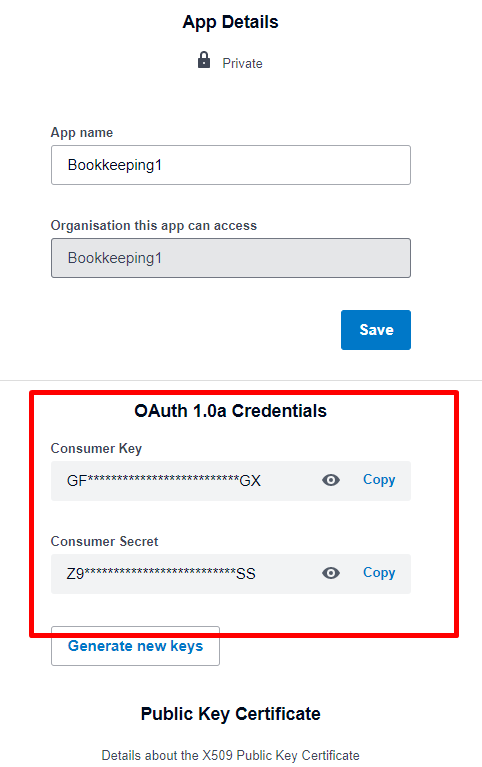 App Details
Private
App name
Bookkeeping1
Organisation this app can access
Bookkeeping1
Save
OAuth 1.0a Credentials
Consumer Key
GF**************************GX Copy
Consumer Secret
Z9**************************SS Copy
Generate new keys
Public Key Certificate
Details about the X509 Public Key Certificate